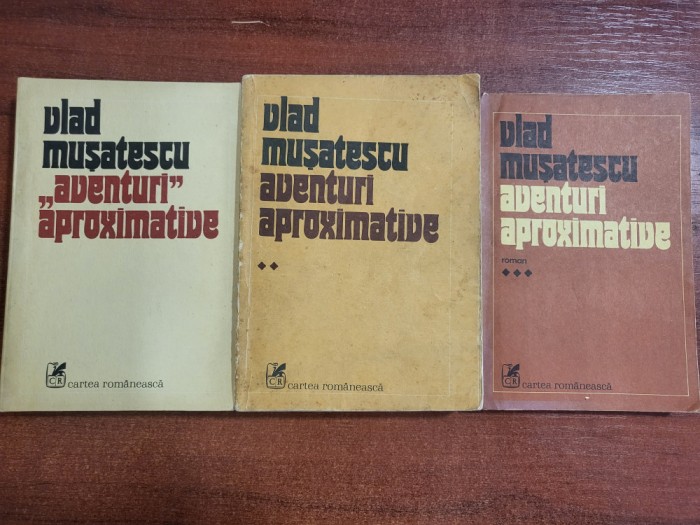 vlad
mușatescu
„aventuri”
aproximative
CR cartea românească
vlad
mușatescu
aventuri
aproximative
◆◆
CR cartea românească
vlad
mușatescu
aventuri
aproximative
roman
◆◆◆
CR cartea românească